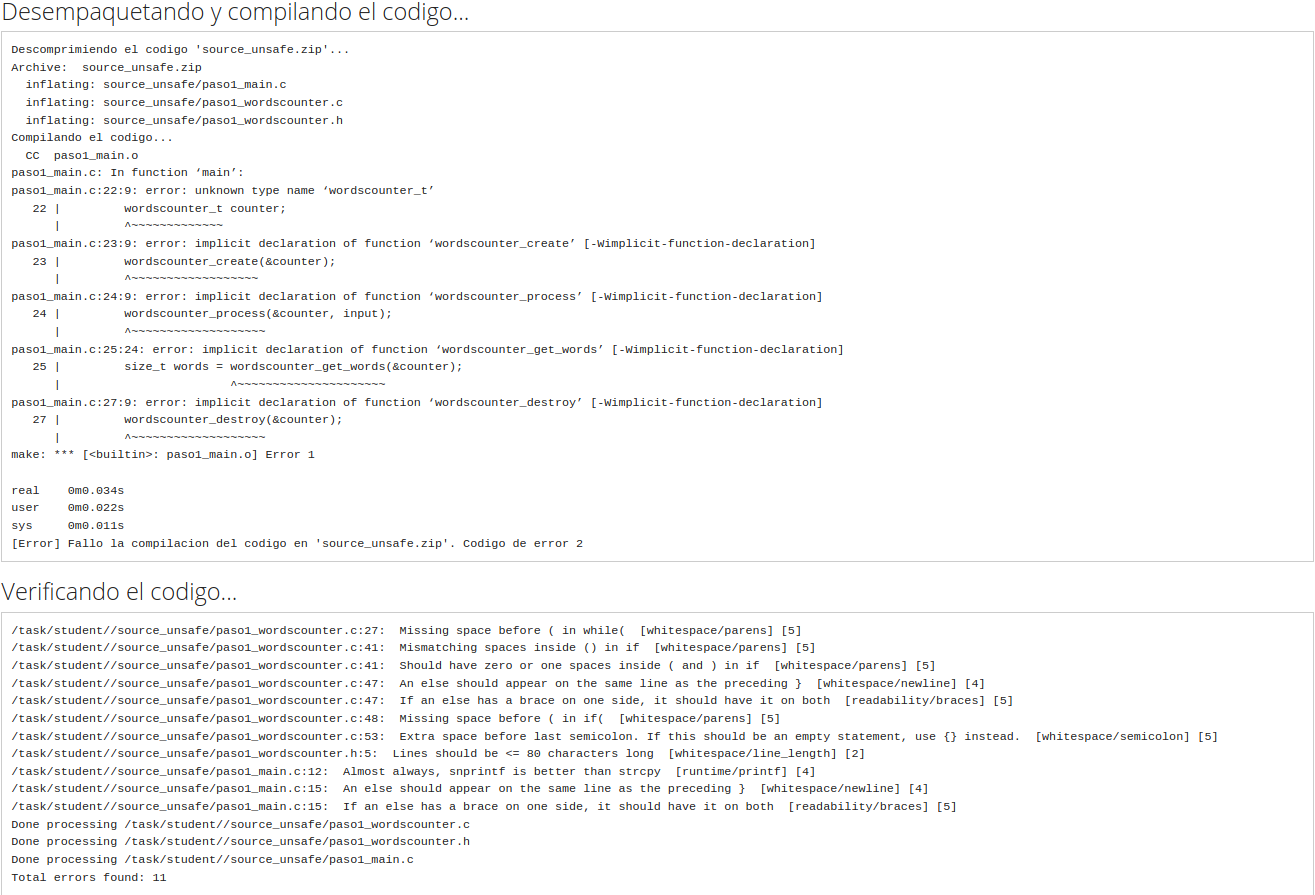 Desempaquetando y compilando el codigo...
Descomprimiendo el codigo 'source_unsafe.zip'...
Archive:  source_unsafe.zip
  inflating: source_unsafe/paso1_main.c
  inflating: source_unsafe/paso1_wordscounter.c
  inflating: source_unsafe/paso1_wordscounter.h
Compilando el codigo...
  CC  paso1_main.o
paso1_main.c: In function ‘main’:
paso1_main.c:22:9: error: unknown type name ‘wordscounter_t’
   22 |         wordscounter_t counter;
      |         ^~~~~~~~~~~~~~
paso1_main.c:23:9: error: implicit declaration of function ‘wordscounter_create’ [-Wimplicit-function-declaration]
   23 |         wordscounter_create(&counter);
      |         ^~~~~~~~~~~~~~~~~~~
paso1_main.c:24:9: error: implicit declaration of function ‘wordscounter_process’ [-Wimplicit-function-declaration]
   24 |         wordscounter_process(&counter, input);
      |         ^~~~~~~~~~~~~~~~~~~~
paso1_main.c:25:24: error: implicit declaration of function ‘wordscounter_get_words’ [-Wimplicit-function-declaration]
   25 |         size_t words = wordscounter_get_words(&counter);
      |                        ^~~~~~~~~~~~~~~~~~~~~~
paso1_main.c:27:9: error: implicit declaration of function ‘wordscounter_destroy’ [-Wimplicit-function-declaration]
   27 |         wordscounter_destroy(&counter);
      |         ^~~~~~~~~~~~~~~~~~~~
make: *** [<builtin>: paso1_main.o] Error 1
real    0m0.034s
user    0m0.022s
sys     0m0.011s
[Error] Fallo la compilacion del codigo en 'source_unsafe.zip'. Codigo de error 2
Verificando el codigo...
/task/student//source_unsafe/paso1_wordscounter.c:27:  Missing space before ( in while(  [whitespace/parens] [5]
/task/student//source_unsafe/paso1_wordscounter.c:41:  Mismatching spaces inside () in if  [whitespace/parens] [5]
/task/student//source_unsafe/paso1_wordscounter.c:41:  Should have zero or one spaces inside ( and ) in if  [whitespace/parens] [5]
/task/student//source_unsafe/paso1_wordscounter.c:47:  An else should appear on the same line as the preceding }  [whitespace/newline] [4]
/task/student//source_unsafe/paso1_wordscounter.c:47:  If an else has a brace on one side, it should have it on both  [readability/braces] [5]
/task/student//source_unsafe/paso1_wordscounter.c:48:  Missing space before ( in if(  [whitespace/parens] [5]
/task/student//source_unsafe/paso1_wordscounter.c:53:  Extra space before last semicolon. If this should be an empty statement, use {} instead.  [whitespace/semicolon] [5]
/task/student//source_unsafe/paso1_wordscounter.h:5:  Lines should be <= 80 characters long  [whitespace/line_length] [2]
/task/student//source_unsafe/paso1_main.c:12:  Almost always, snprintf is better than strcpy  [runtime/printf] [4]
/task/student//source_unsafe/paso1_main.c:15:  An else should appear on the same line as the preceding }  [whitespace/newline] [4]
/task/student//source_unsafe/paso1_main.c:15:  If an else has a brace on one side, it should have it on both  [readability/braces] [5]
Done processing /task/student//source_unsafe/paso1_wordscounter.c
Done processing /task/student//source_unsafe/paso1_wordscounter.h
Done processing /task/student//source_unsafe/paso1_main.c
Total errors found: 11